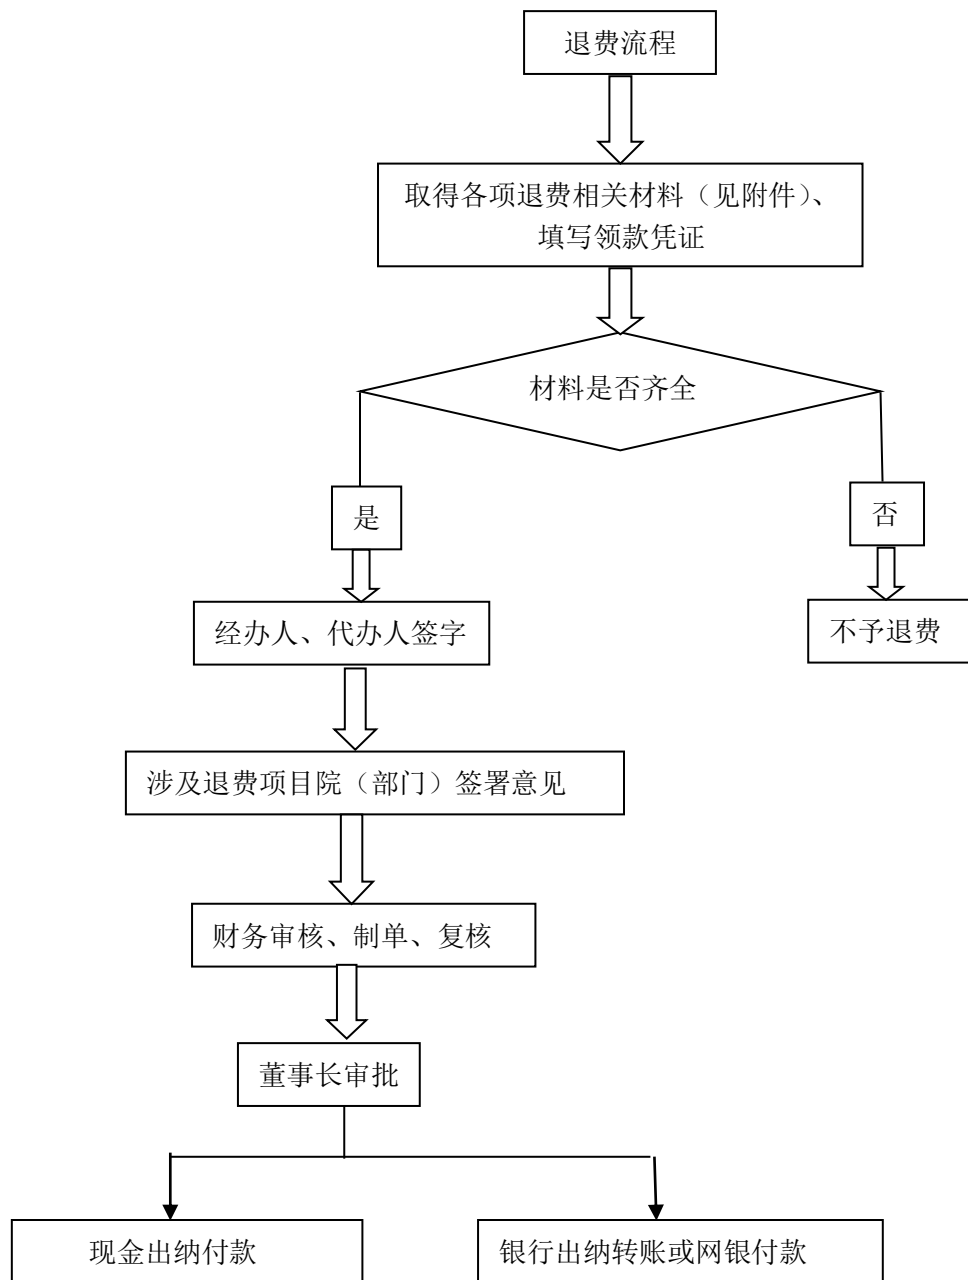 退费流程
取得各项退费相关材料（见附件）、
填写领款凭证
材料是否齐全
是
否
经办人、代办人签字
不予退费
涉及退费项目院（部门）签署意见
财务审核、制单、复核
董事长审批
现金出纳付款
银行出纳转账或网银付款